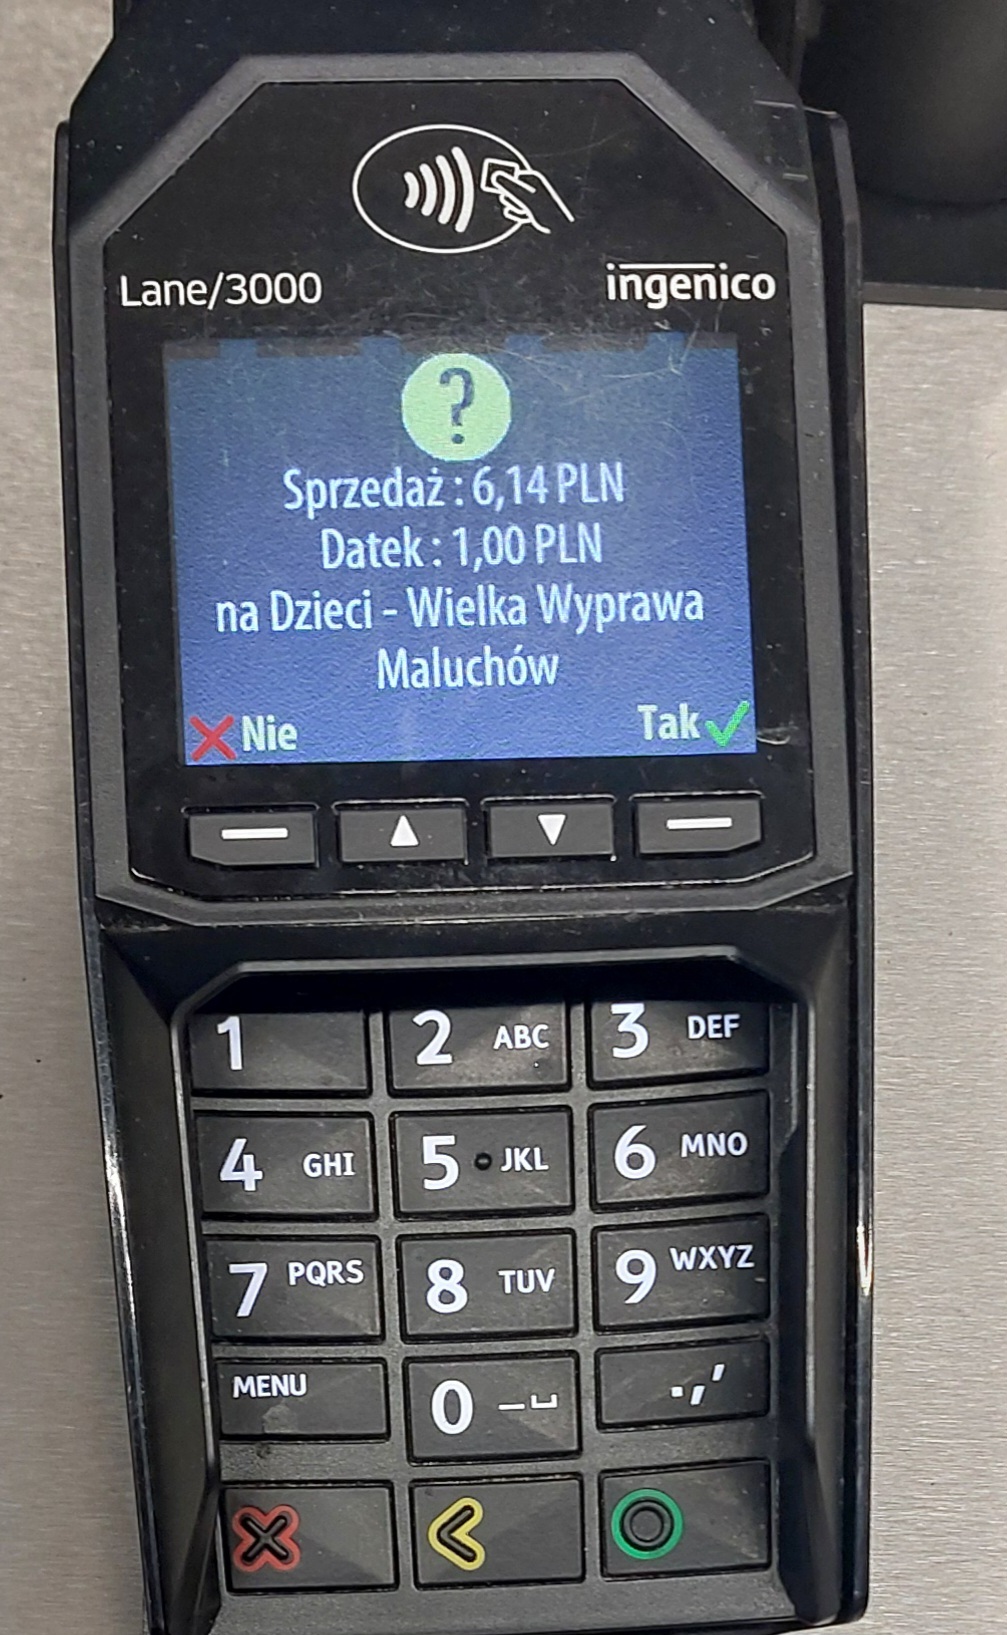 Lane/3000 ingenico
?
Sprzedaż : 6,14 PLN
Datek : 1,00 PLN
na Dzieci - Wielka Wyprawa
Maluchów
Nie Tak
1 2 ABC 3 DEF
4 GHI 5 JKL 6 MNO
7 PQRS 8 TUV 9 WXYZ
MENU 0 .,'